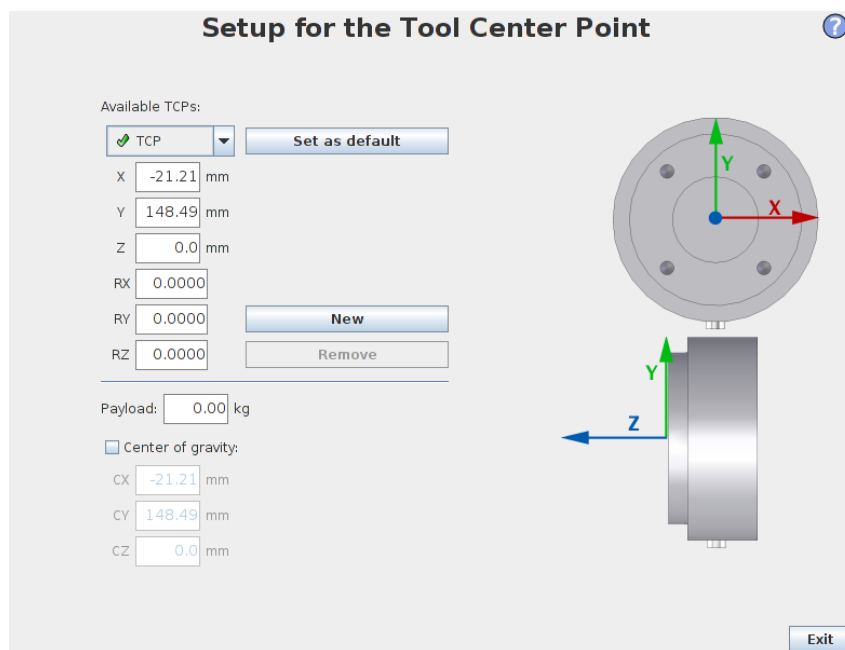 Setup for the Tool Center Point
?
Available TCPs:
TCP
Set as default
X -21.21 mm
Y 148.49 mm
Z 0.0 mm
RX 0.0000
RY 0.0000
New
RZ 0.0000
Remove
Payload: 0.00 kg
Center of gravity:
CX -21.21 mm
CY 148.49 mm
CZ 0.0 mm
Y
X
Y
Z
Exit